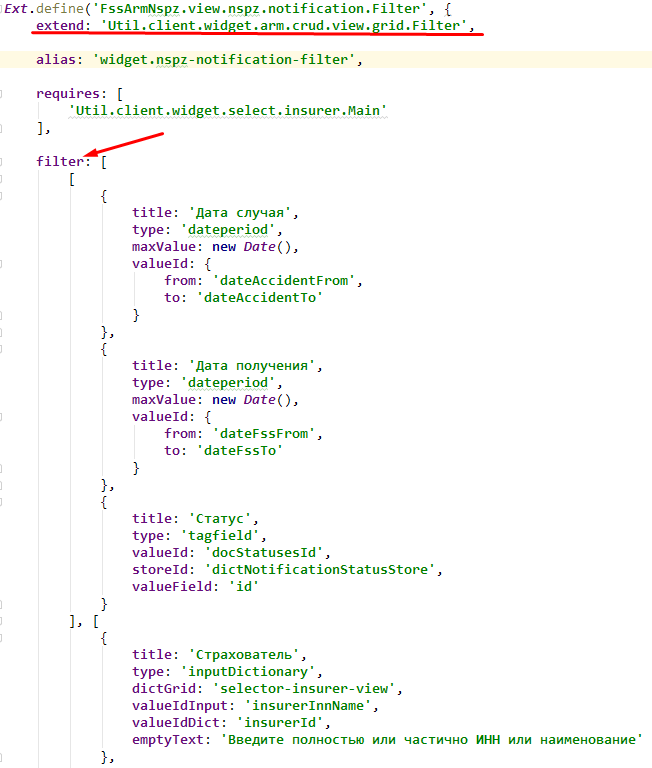 Ext.define('FssArmNspz.view.nspz.notification.Filter', {
    extend: 'Util.client.widget.arm.crud.view.grid.Filter',

    alias: 'widget.nspz-notification-filter',

    requires: [
        'Util.client.widget.select.insurer.Main'
    ],

    filter: [
        [
            {
                title: 'Дата случая',
                type: 'dateperiod',
                maxValue: new Date(),
                valueId: {
                    from: 'dateAccidentFrom',
                    to: 'dateAccidentTo'
                }
            },
            {
                title: 'Дата получения',
                type: 'dateperiod',
                maxValue: new Date(),
                valueId: {
                    from: 'dateFssFrom',
                    to: 'dateFssTo'
                }
            },
            {
                title: 'Статус',
                type: 'tagfield',
                valueId: 'docStatusesId',
                storeId: 'dictNotificationStatusStore',
                valueField: 'id'
            }
        ], [
            {
                title: 'Страхователь',
                type: 'inputDictionary',
                dictGrid: 'selector-insurer-view',
                valueIdInput: 'insurerInnName',
                valueIdDict: 'insurerId',
                emptyText: 'Введите полностью или частично ИНН или наименование'
            },